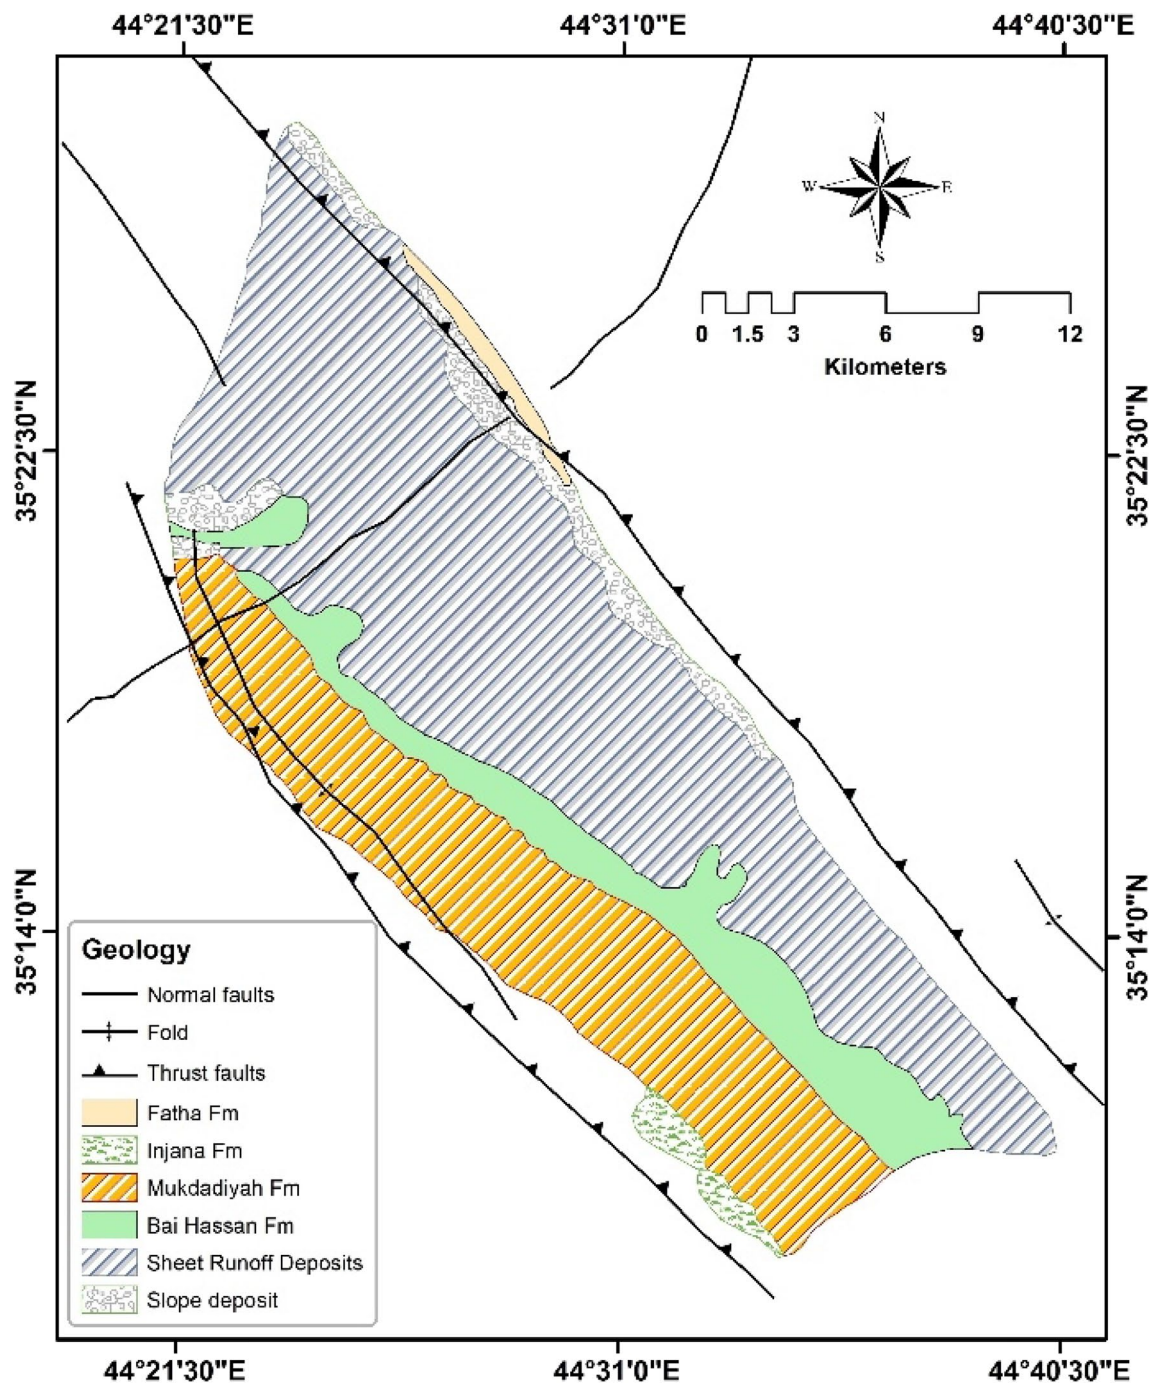 44°21'30"E 44°31'0"E 44°40'30"E
N
W E
S
0 1.5 3 6 9 12
Kilometers
35°22'30"N 35°22'30"N
35°14'0"N 35°14'0"N
Geology
Normal faults
Fold
Thrust faults
Fatha Fm
Injana Fm
Mukdadiyah Fm
Bai Hassan Fm
Sheet Runoff Deposits
Slope deposit
44°21'30"E 44°31'0"E 44°40'30"E